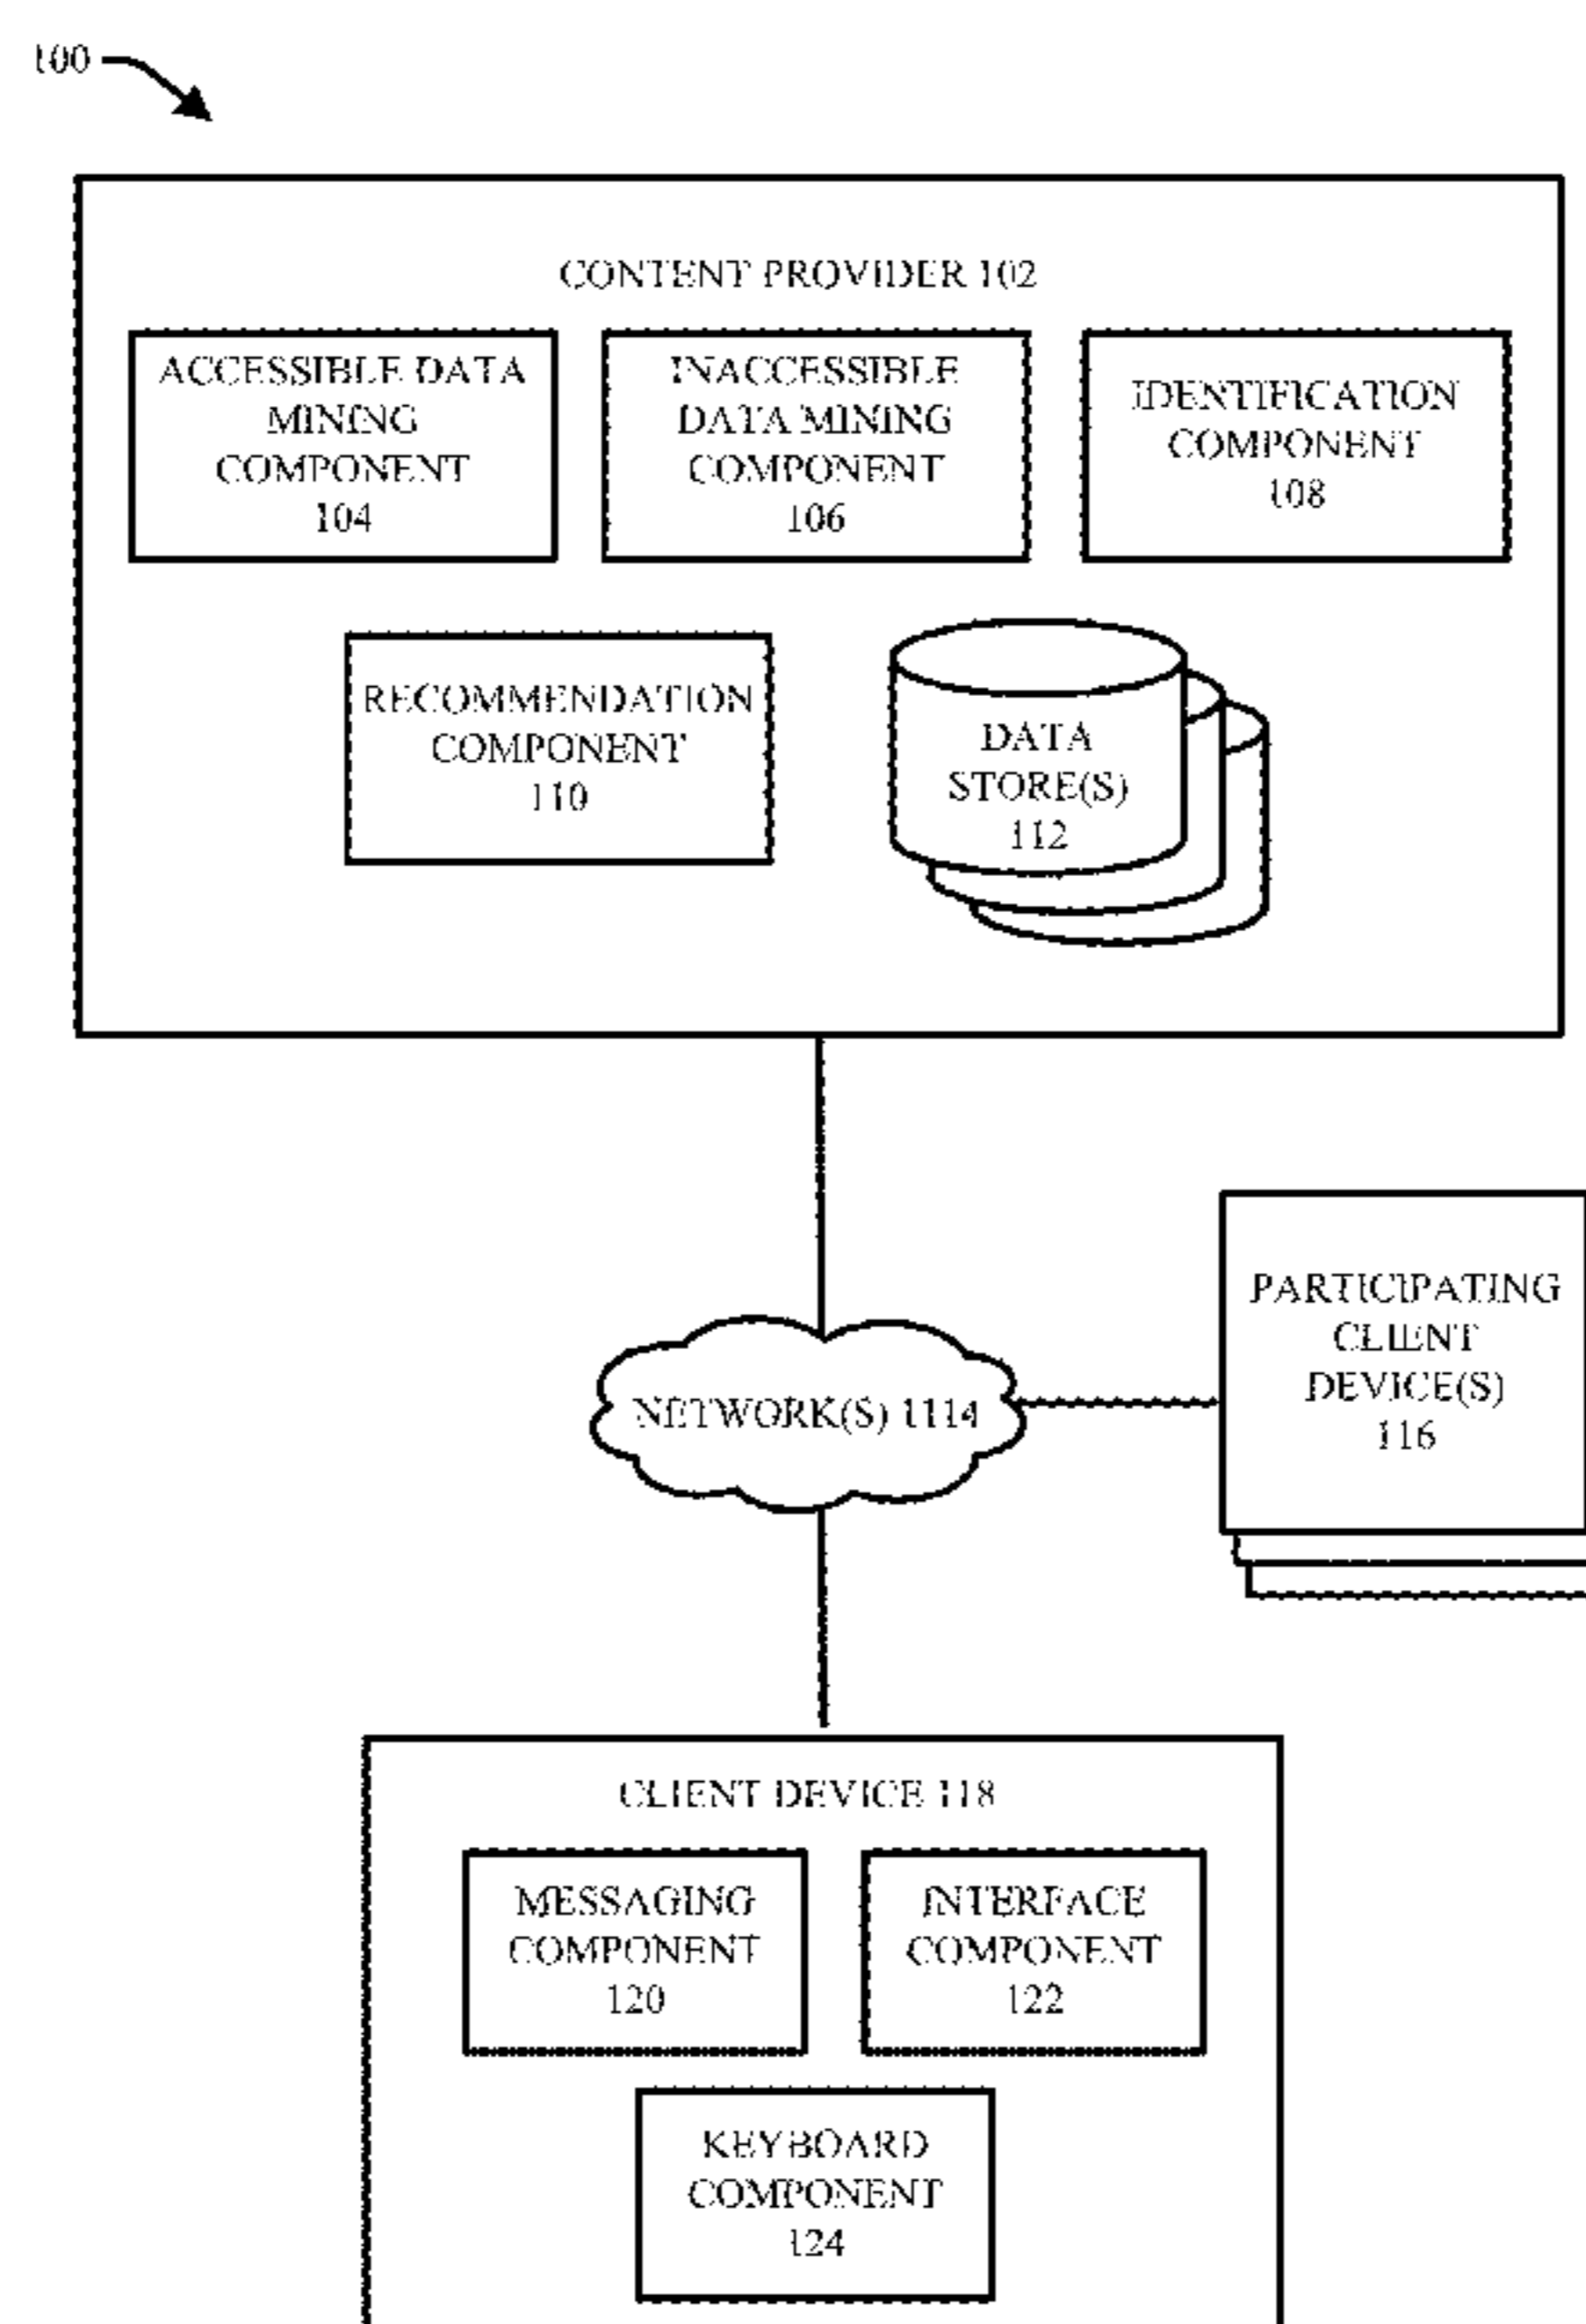 100
CONTENT PROVIDER 102
ACCESSIBLE DATA
MINING
COMPONENT
104
INACCESSIBLE
DATA MINING
COMPONENT
106
IDENTIFICATION
COMPONENT
108
RECOMMENDATION
COMPONENT
110
DATA
STORE(S)
112
NETWORK(S) 1114
PARTICIPATING
CLIENT
DEVICE(S)
116
CLIENT DEVICE 118
MESSAGING
COMPONENT
120
INTERFACE
COMPONENT
122
KEYBOARD
COMPONENT
124